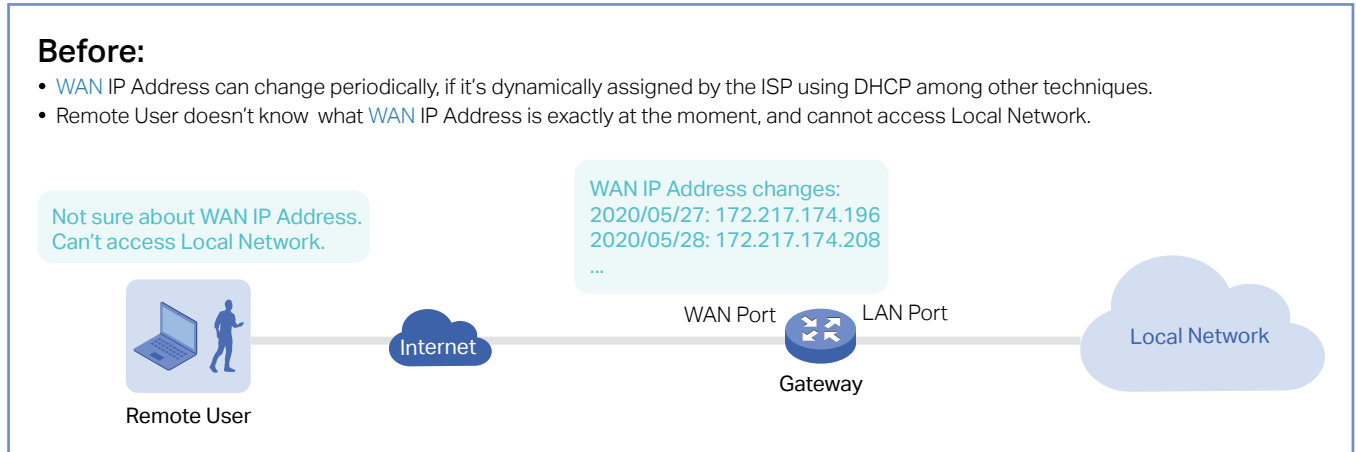 Before:
• WAN IP Address can change periodically, if it's dynamically assigned by the ISP using DHCP among other techniques.
• Remote User doesn't know what WAN IP Address is exactly at the moment, and cannot access Local Network.
Not sure about WAN IP Address.
Can't access Local Network.
WAN IP Address changes:
2020/05/27: 172.217.174.196
2020/05/28: 172.217.174.208
...
WAN Port
LAN Port
Internet
Local Network
Gateway
Remote User